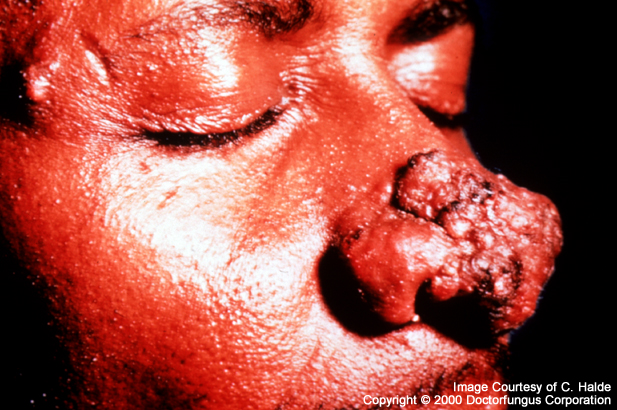 Image Courtesy of C. Halde
Copyright © 2000 Doctorfungus Corporation